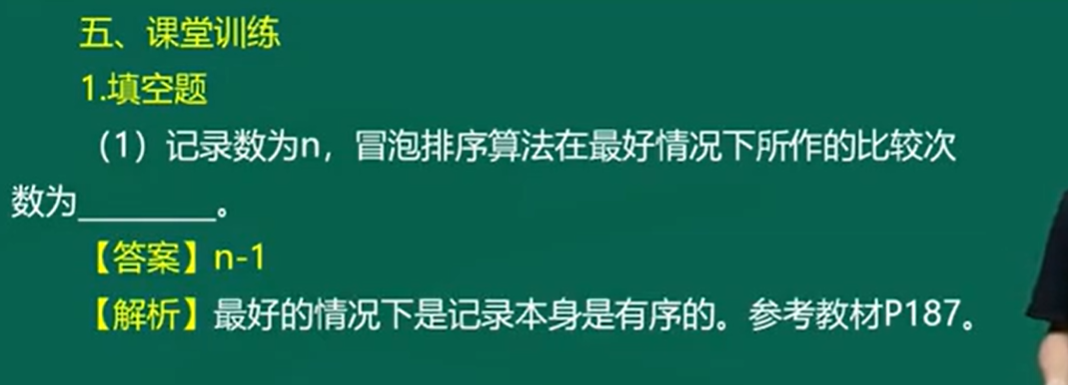 五、课堂训练
1.填空题
（1）记录数为n，冒泡排序算法在最好情况下所作的比较次
数为________。
【答案】n-1
【解析】最好的情况下是记录本身是有序的。参考教材P187。